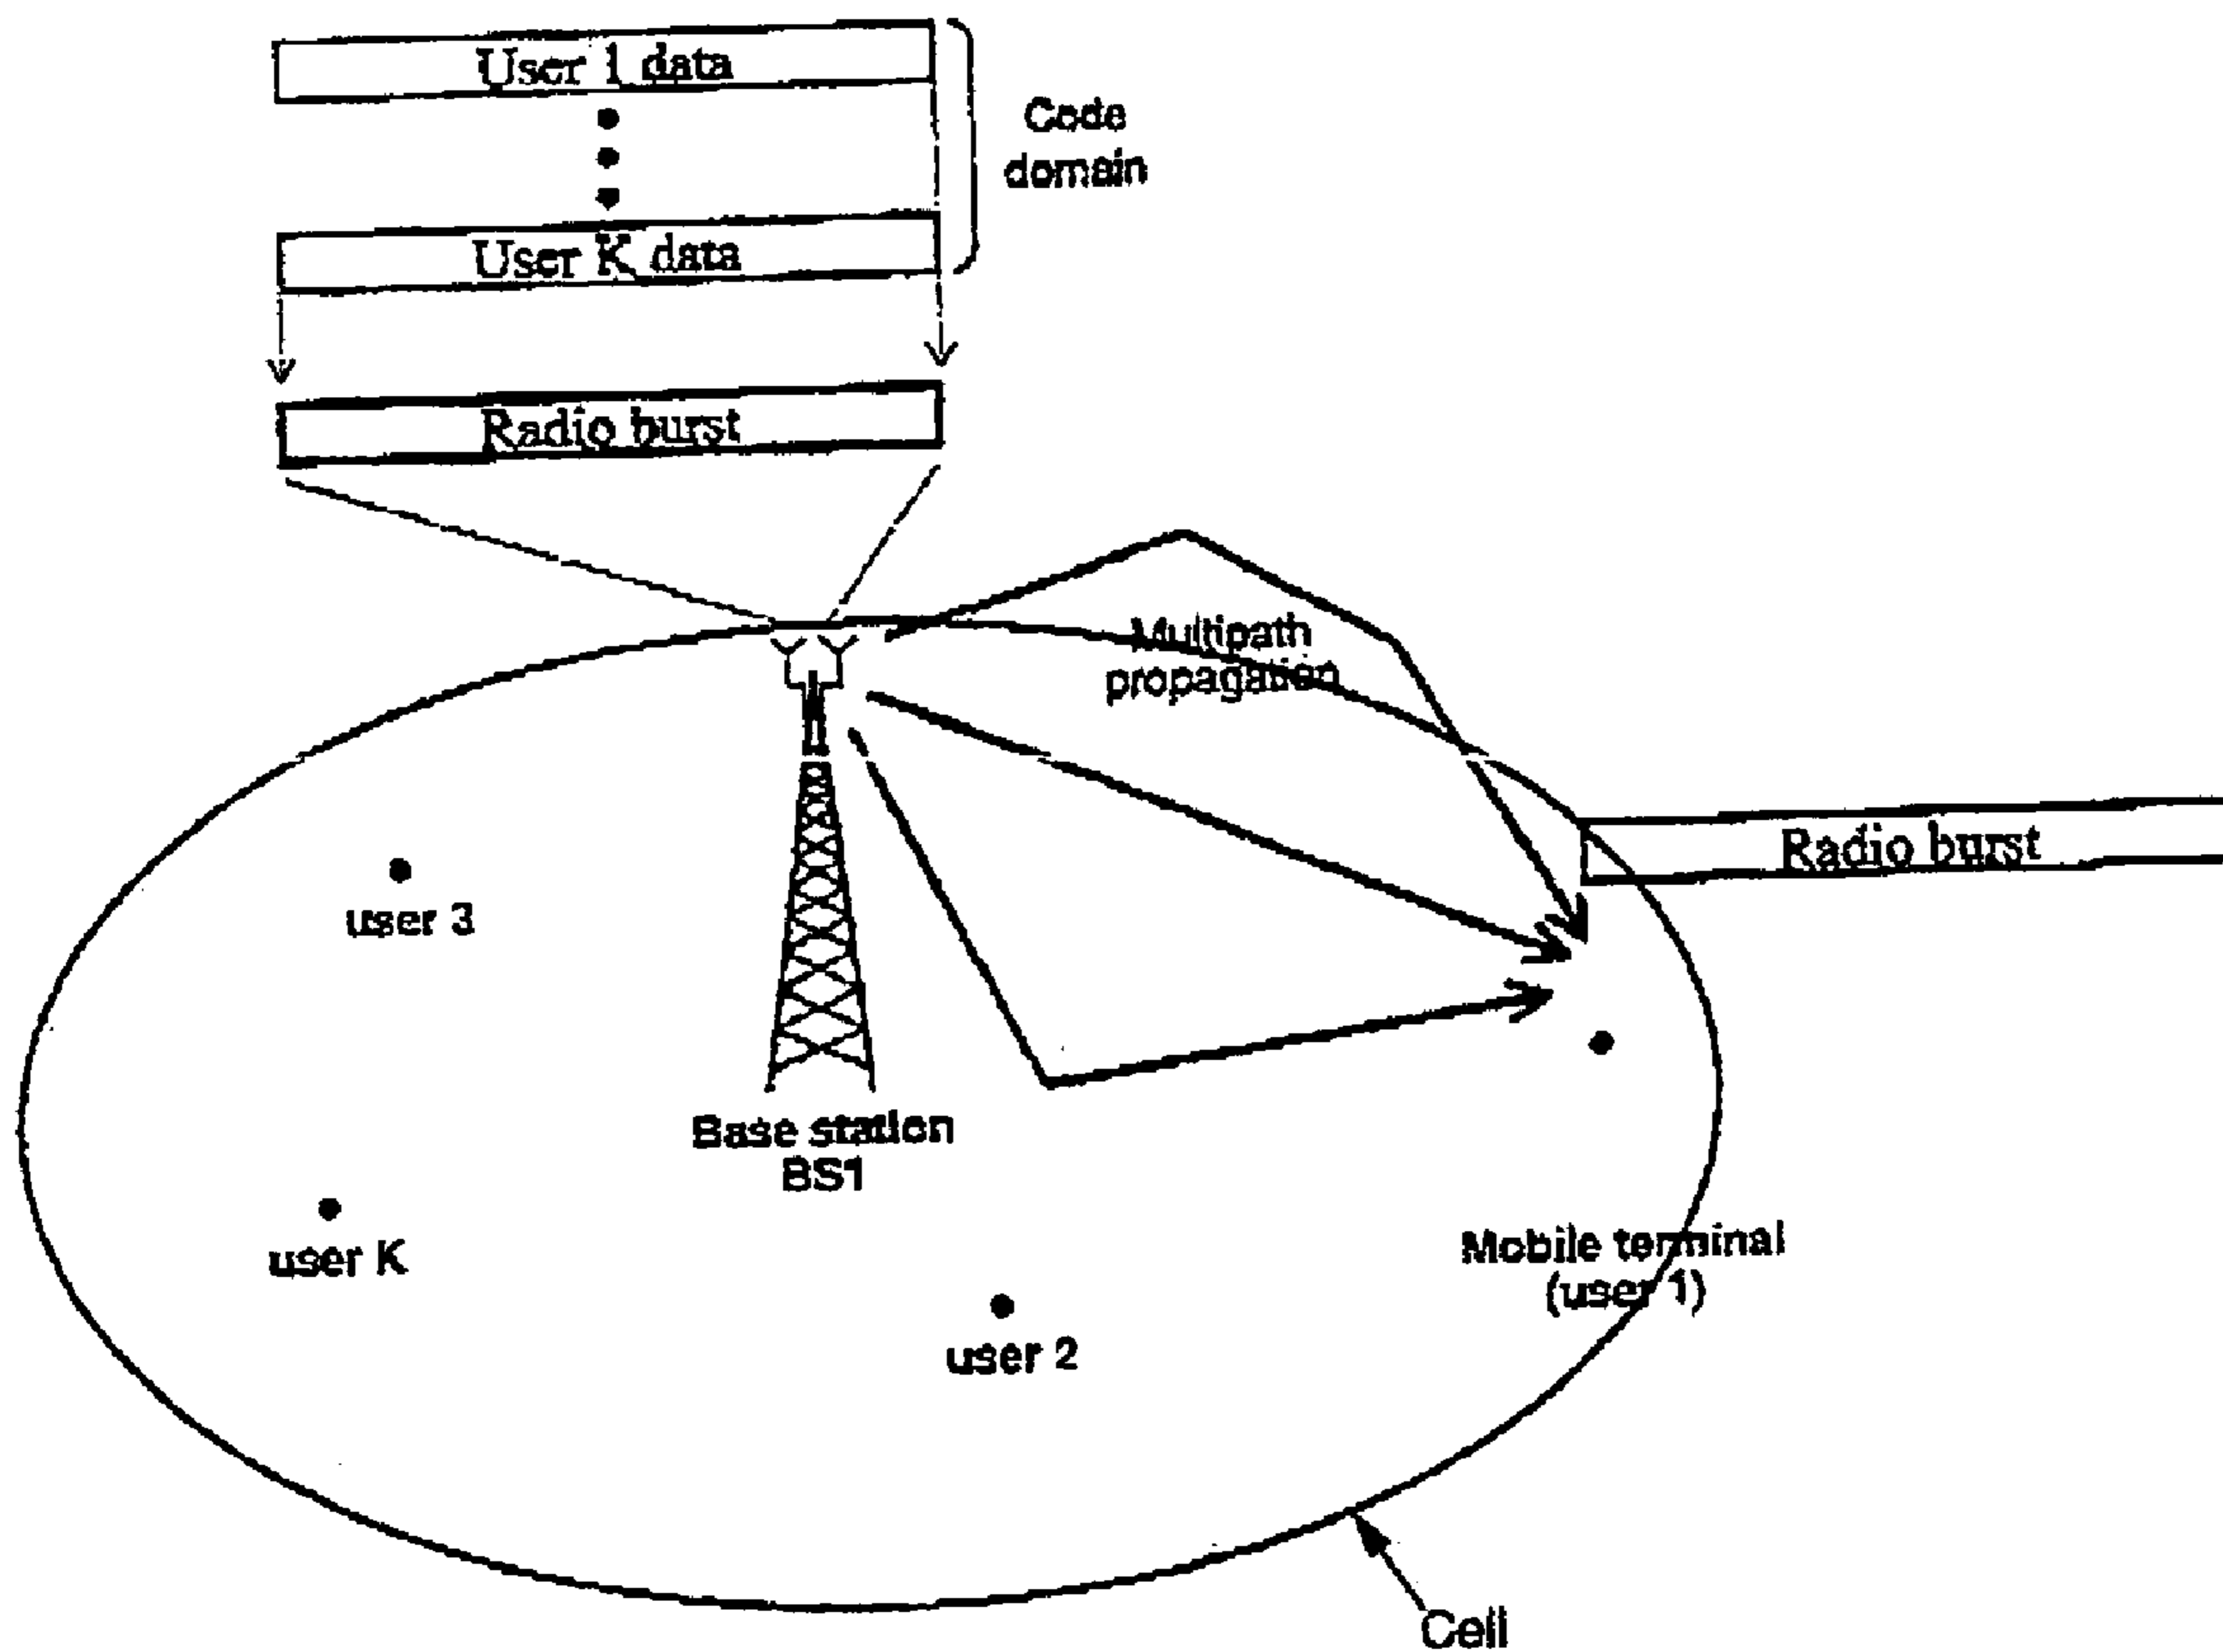 User 1 data
Code
domain
User K data
Radio burst
Multipath
propagation
Radio burst
user 3
Base station
BS1
user K
Mobile terminal
(user 1)
user 2
Cell